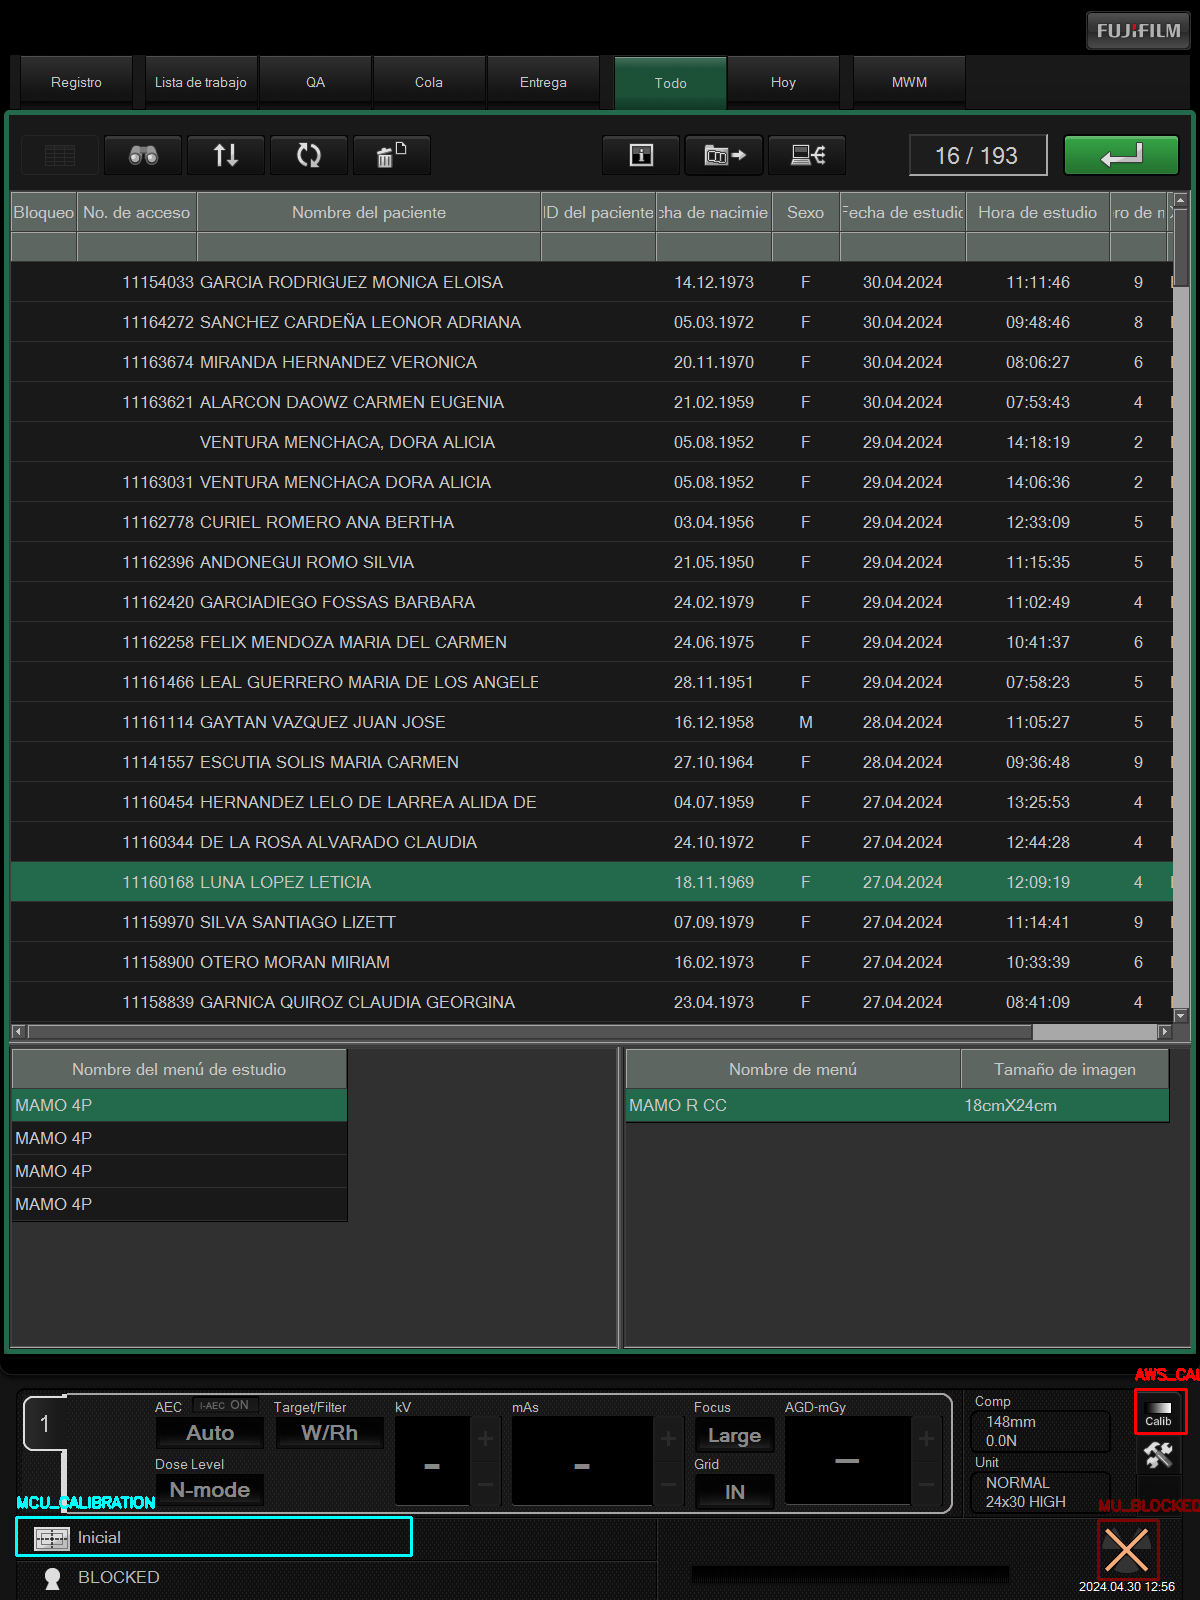 FUJIFILM
Registro Lista de trabajo QA Cola Entrega Todo Hoy MWM
16 / 193
Bloqueo No. de acceso Nombre del paciente ID del paciente cha de nacimie Sexo Fecha de estudio Hora de estudio ro de m
11154033 GARCIA RODRIGUEZ MONICA ELOISA 14.12.1973 F 30.04.2024 11:11:46 9
11164272 SANCHEZ CARDEÑA LEONOR ADRIANA 05.03.1972 F 30.04.2024 09:48:46 8
11163674 MIRANDA HERNANDEZ VERONICA 20.11.1970 F 30.04.2024 08:06:27 6
11163621 ALARCON DAOWZ CARMEN EUGENIA 21.02.1959 F 30.04.2024 07:53:43 4
VENTURA MENCHACA, DORA ALICIA 05.08.1952 F 29.04.2024 14:18:19 2
11163031 VENTURA MENCHACA DORA ALICIA 05.08.1952 F 29.04.2024 14:06:36 2
11162778 CURIEL ROMERO ANA BERTHA 03.04.1956 F 29.04.2024 12:33:09 5
11162396 ANDONEGUI ROMO SILVIA 21.05.1950 F 29.04.2024 11:15:35 5
11162420 GARCIADIEGO FOSSAS BARBARA 24.02.1979 F 29.04.2024 11:02:49 4
11162258 FELIX MENDOZA MARIA DEL CARMEN 24.06.1975 F 29.04.2024 10:41:37 6
11161466 LEAL GUERRERO MARIA DE LOS ANGELE 28.11.1951 F 29.04.2024 07:58:23 5
11161114 GAYTAN VAZQUEZ JUAN JOSE 16.12.1958 M 28.04.2024 11:05:27 5
11141557 ESCUTIA SOLIS MARIA CARMEN 27.10.1964 F 28.04.2024 09:36:48 9
11160454 HERNANDEZ LELO DE LARREA ALIDA DE 04.07.1959 F 27.04.2024 13:25:53 4
11160344 DE LA ROSA ALVARADO CLAUDIA 24.10.1972 F 27.04.2024 12:44:28 4
11160168 LUNA LOPEZ LETICIA 18.11.1969 F 27.04.2024 12:09:19 4
11159970 SILVA SANTIAGO LIZETT 07.09.1979 F 27.04.2024 11:14:41 9
11158900 OTERO MORAN MIRIAM 16.02.1973 F 27.04.2024 10:33:39 6
11158839 GARNICA QUIROZ CLAUDIA GEORGINA 23.04.1973 F 27.04.2024 08:41:09 4
Nombre del menú de estudio Nombre de menú Tamaño de imagen
MAMO 4P MAMO R CC 18cmX24cm
MAMO 4P
MAMO 4P
MAMO 4P
AWS_CAL
1 AEC I-AEC ON Target/Filter kV mAs Focus AGD-mGy Comp
Auto W/Rh – – Large – 148mm Calib
0.0N
Dose Level Grid Unit
N-mode IN NORMAL
24x30 HIGH
MCU_CALIBRATION MU_BLOCKED
Inicial
BLOCKED
2024.04.30 12:56